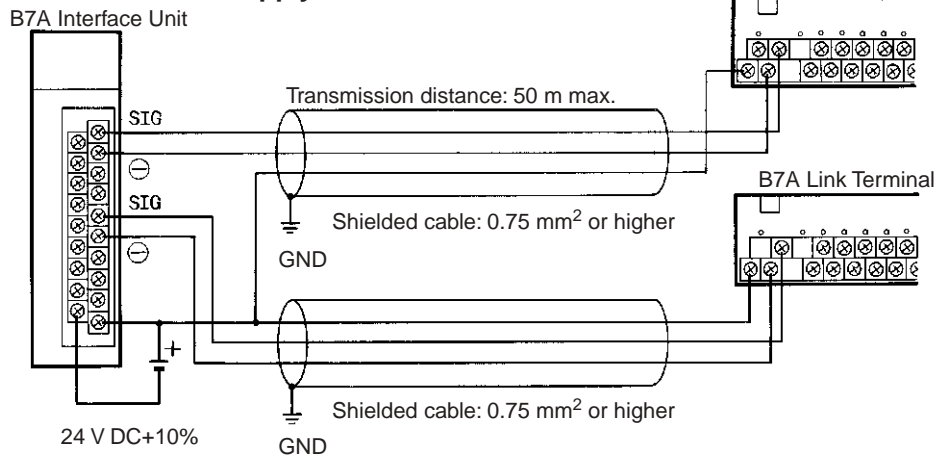 B7A Interface Unit
Transmission distance: 50 m max.
SIG
⊖
B7A Link Terminal
SIG
Shielded cable: 0.75 mm² or higher
⊖
GND
+
Shielded cable: 0.75 mm² or higher
24 V DC+10%
GND